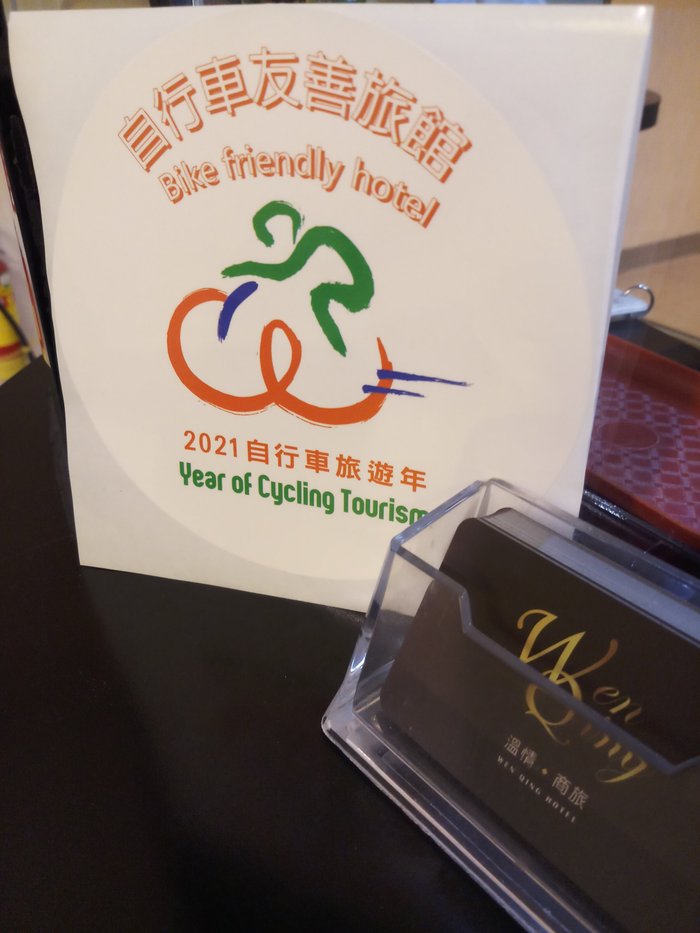 自行車友善旅館
Bike friendly hotel
2021自行車旅遊年
Year of Cycling Tourism
Wen
Qing
溫情・商旅
WEN QING HOTEL